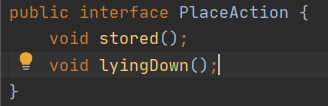 public interface PlaceAction {
    void stored();
    void lyingDown();
}